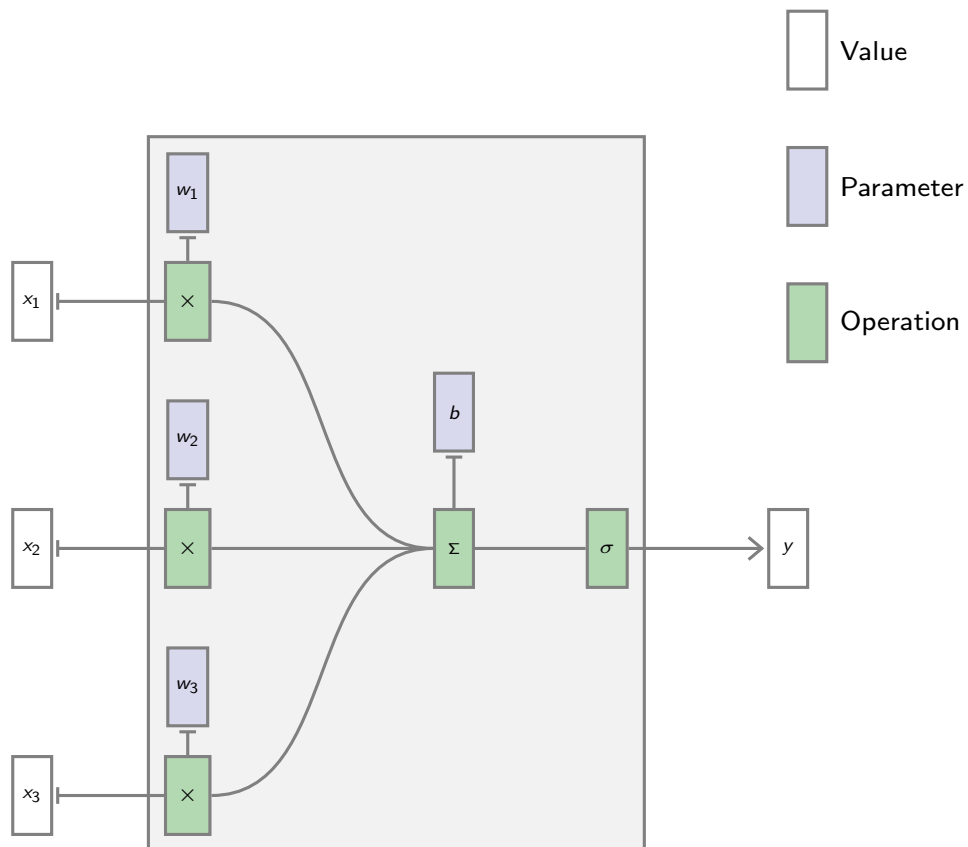 Value
w₁
Parameter
x₁
×
Operation
b
w₂
x₂
×
Σ
σ
y
w₃
x₃
×